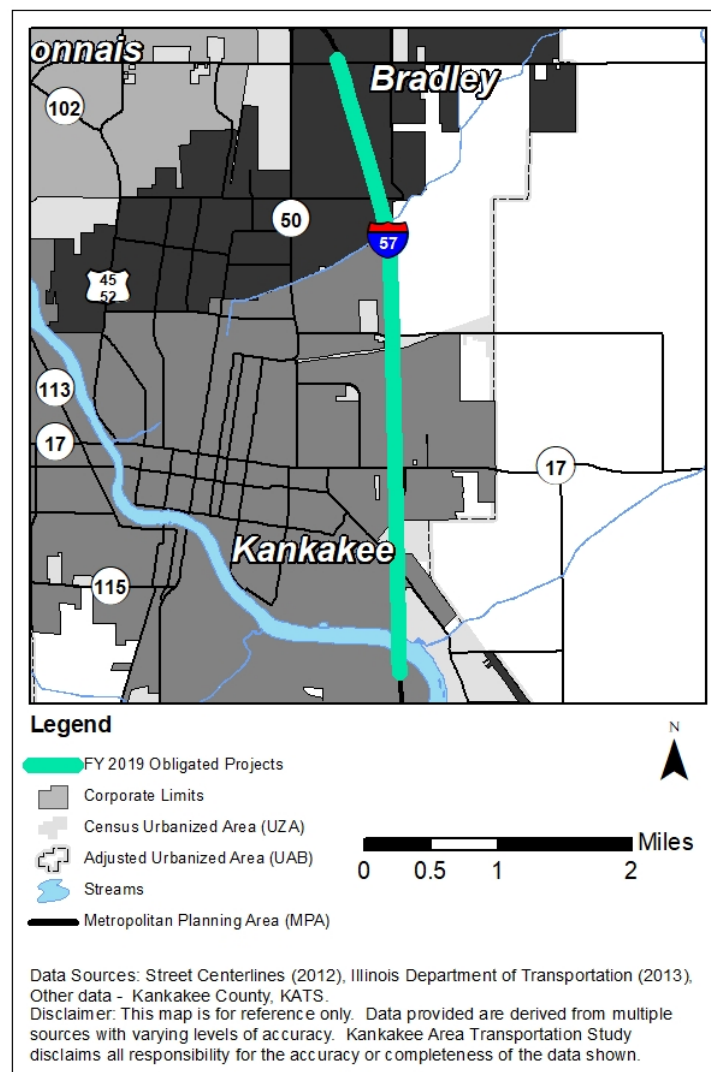 onnais
Bradley
102
50
57
45
52
113
17
17
Kankakee
115
Legend
N
FY 2019 Obligated Projects
Corporate Limits
Census Urbanized Area (UZA)
Adjusted Urbanized Area (UAB)
Streams
Metropolitan Planning Area (MPA)
Miles
0 0.5 1 2
Data Sources: Street Centerlines (2012), Illinois Department of Transportation (2013),
Other data - Kankakee County, KATS.
Disclaimer: This map is for reference only. Data provided are derived from multiple
sources with varying levels of accuracy. Kankakee Area Transportation Study
disclaims all responsibility for the accuracy or completeness of the data shown.